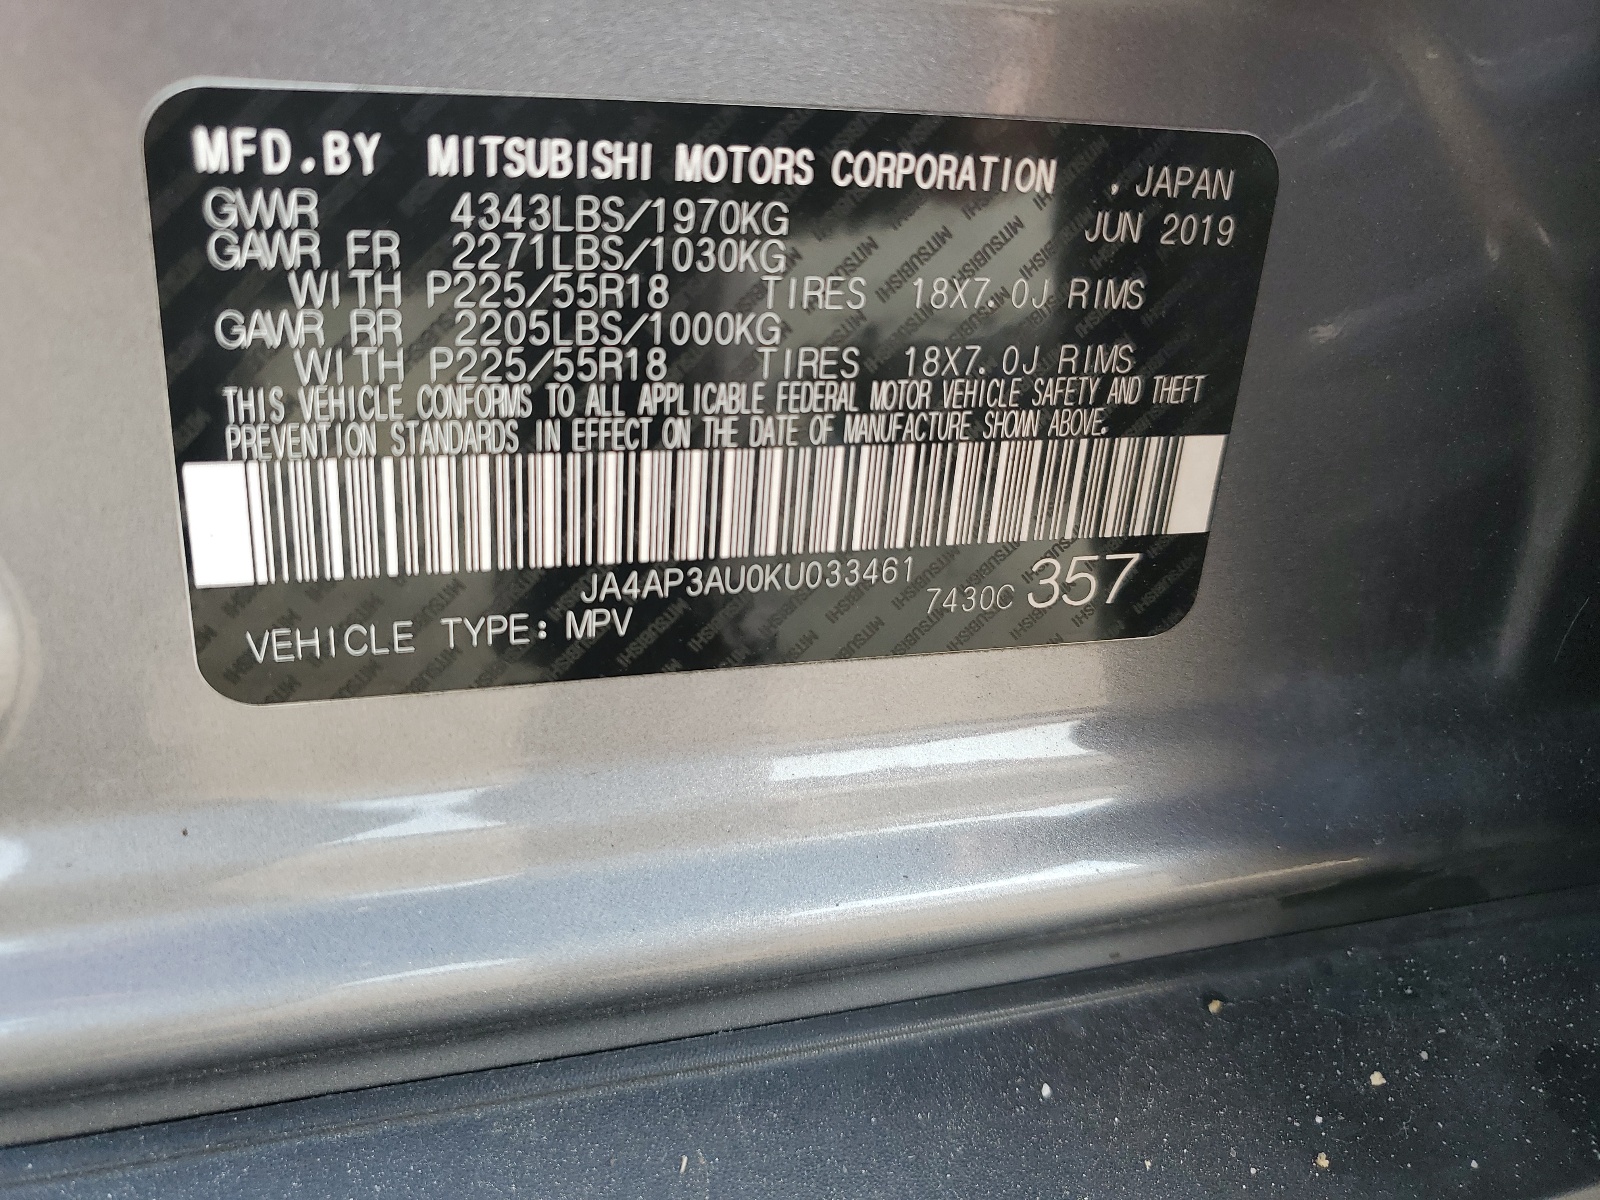 MFD.BY MITSUBISHI MOTORS CORPORATION . JAPAN
GVWR 4343LBS/1970KG JUN 2019
GAWR FR 2271LBS/1030KG
WITH P225/55R18 TIRES 18X7.0J RIMS
GAWR RR 2205LBS/1000KG
WITH P225/55R18 TIRES 18X7.0J RIMS
THIS VEHICLE CONFORMS TO ALL APPLICABLE FEDERAL MOTOR VEHICLE SAFETY AND THEFT
PREVENTION STANDARDS IN EFFECT ON THE DATE OF MANUFACTURE SHOWN ABOVE.
JA4AP3AU0KU033461
VEHICLE TYPE: MPV 7430C 357